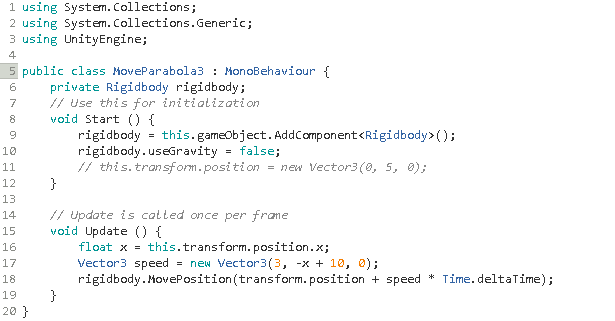 1 using System.Collections;
2 using System.Collections.Generic;
3 using UnityEngine;
4
5 public class MoveParabola3 : MonoBehaviour {
6     private Rigidbody rigidbody;
7     // Use this for initialization
8     void Start () {
9         rigidbody = this.gameObject.AddComponent<Rigidbody>();
10         rigidbody.useGravity = false;
11         // this.transform.position = new Vector3(0, 5, 0);
12     }
13
14     // Update is called once per frame
15     void Update () {
16         float x = this.transform.position.x;
17         Vector3 speed = new Vector3(3, -x + 10, 0);
18         rigidbody.MovePosition(transform.position + speed * Time.deltaTime);
19     }
20 }